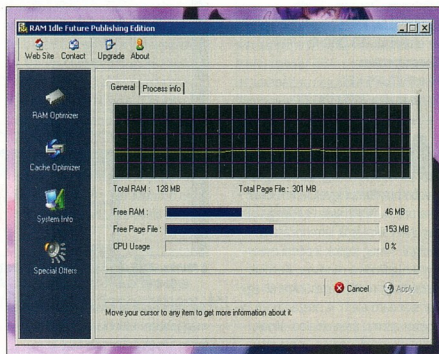 RAM Idle Future Publishing Edition
Web Site Contact Upgrade About
General Process info
RAM Optimizer
Cache Optimizer
System Info
Special Offers
Total RAM : 128 MB Total Page File : 301 MB
Free RAM : 46 MB
Free Page File : 153 MB
CPU Usage 0 %
Cancel Apply
Move your cursor to any item to get more information about it.